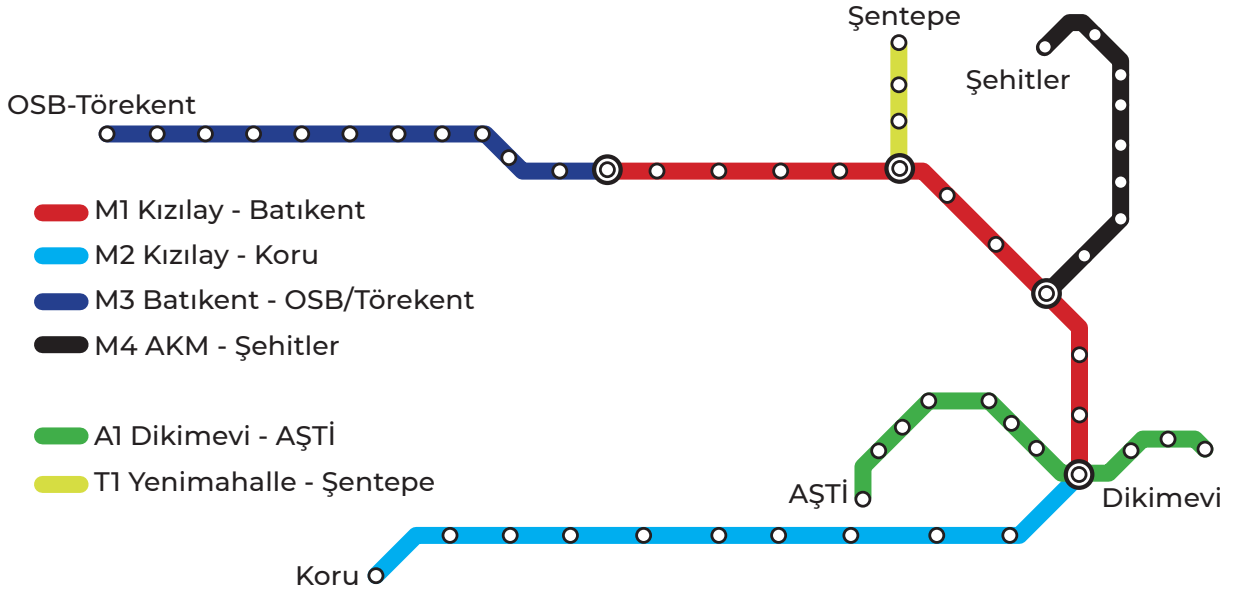 Şentepe
Şehitler
OSB-Törekent
M1 Kızılay - Batıkent
M2 Kızılay - Koru
M3 Batıkent - OSB/Törekent
M4 AKM - Şehitler
A1 Dikimevi - AŞTİ
T1 Yenimahalle - Şentepe
AŞTİ
Dikimevi
Koru